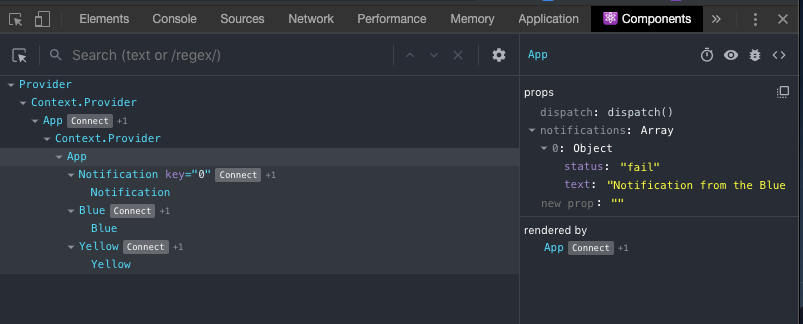 Elements Console Sources Network Performance Memory Application Components »
Search (text or /regex/)
Provider
Context.Provider
App Connect +1
Context.Provider
App
Notification key="0" Connect +1
Notification
Blue Connect +1
Blue
Yellow Connect +1
Yellow
App
props
dispatch: dispatch()
notifications: Array
0: Object
status: "fail"
text: "Notification from the Blue
new prop: ""
rendered by
App Connect +1